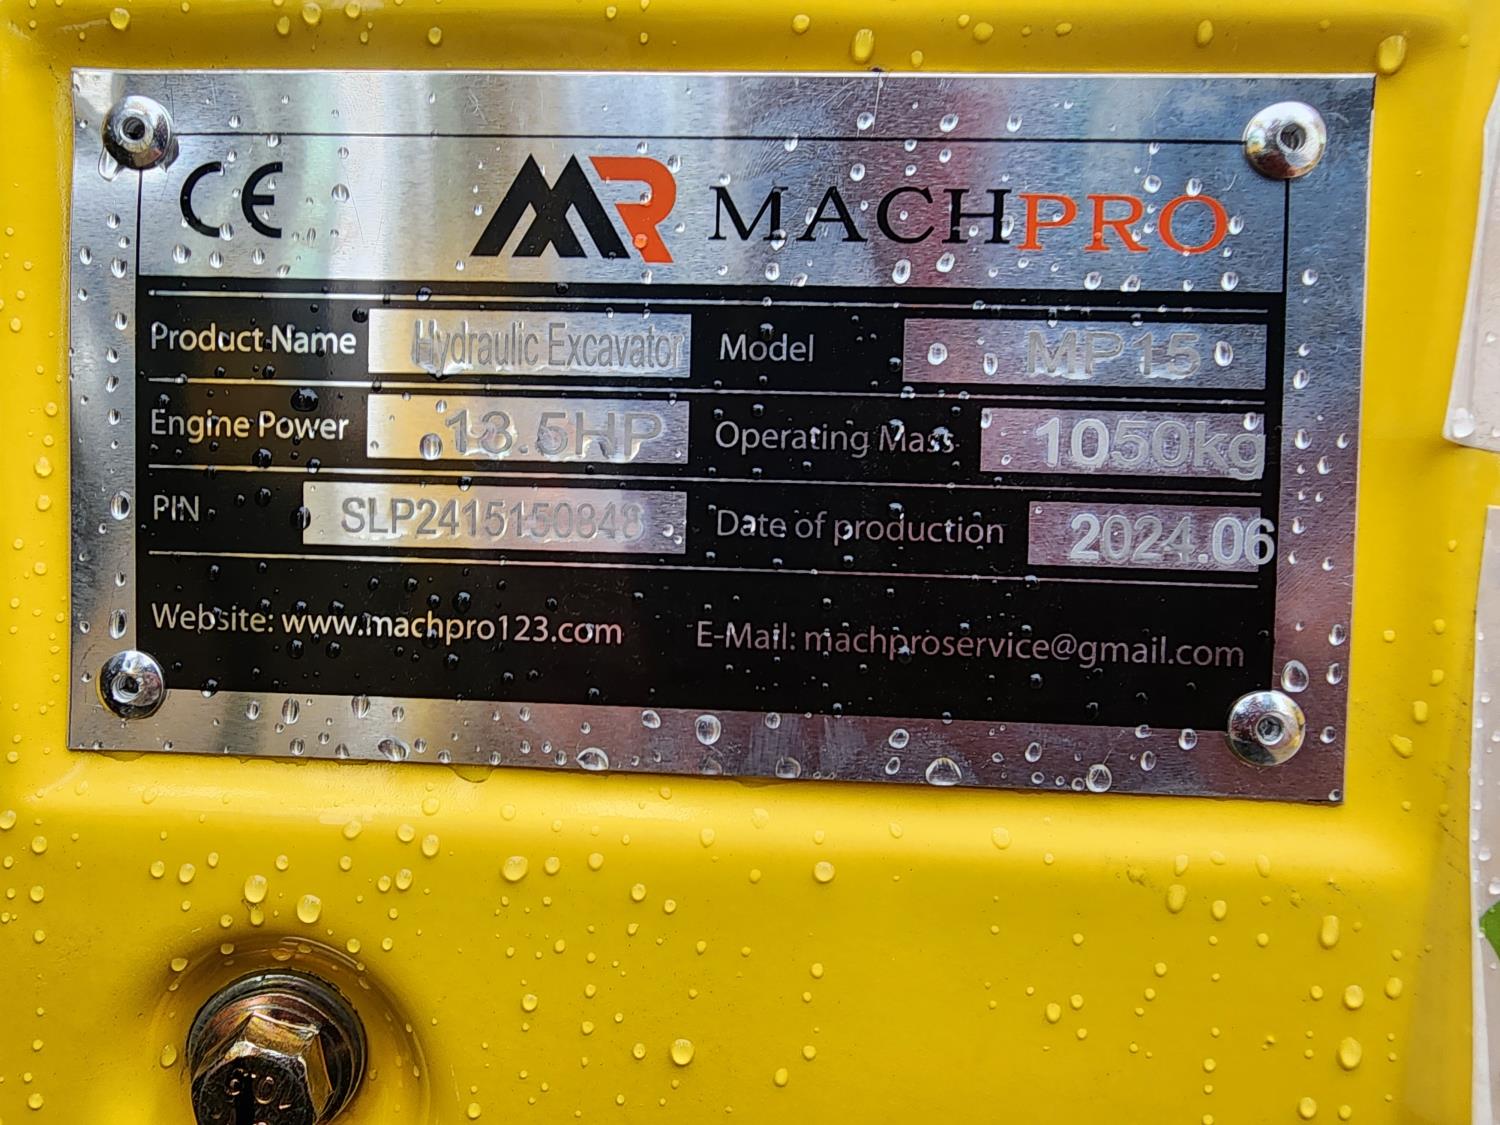 CE MR MACHPRO
Product Name Hydraulic Excavator Model MP15
Engine Power 13.5HP Operating Mass 1050kg
PIN SLP2415150848 Date of production 2024.06
Website: www.machpro123.com E-Mail: machproservice@gmail.com